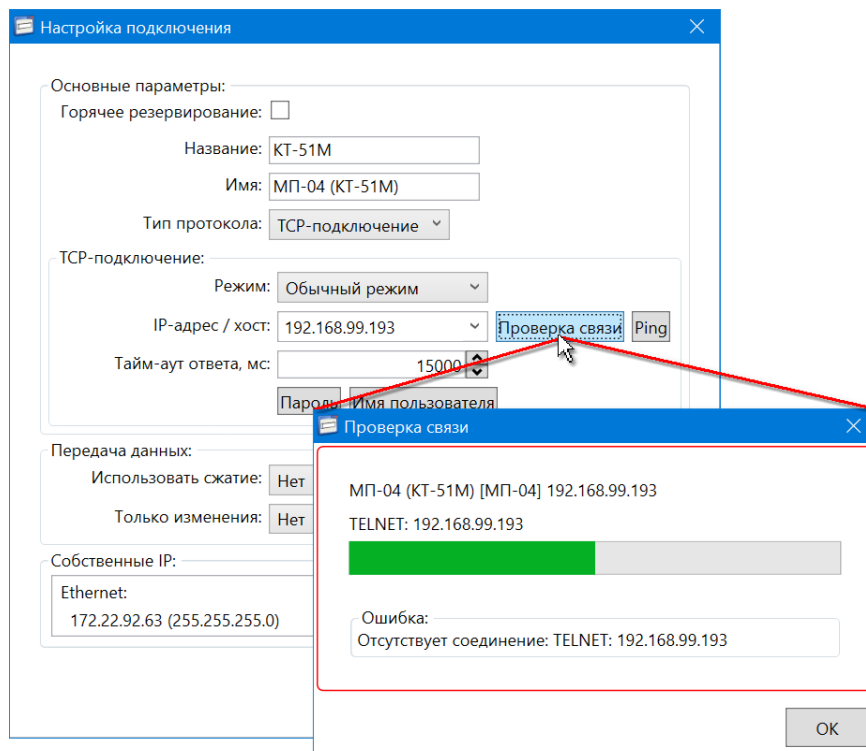 Настройка подключения
Основные параметры:
Горячее резервирование:
Название: КТ-51М
Имя: МП-04 (КТ-51М)
Тип протокола: TCP-подключение
TCP-подключение:
Режим: Обычный режим
IP-адрес / хост: 192.168.99.193 Проверка связи Ping
Тайм-аут ответа, мс: 15000
Пароль Имя пользователя
Передача данных:
Использовать сжатие: Нет
Только изменения: Нет
Собственные IP:
Ethernet:
172.22.92.63 (255.255.255.0)
Проверка связи
МП-04 (КТ-51М) [МП-04] 192.168.99.193
TELNET: 192.168.99.193
Ошибка:
Отсутствует соединение: TELNET: 192.168.99.193
OK